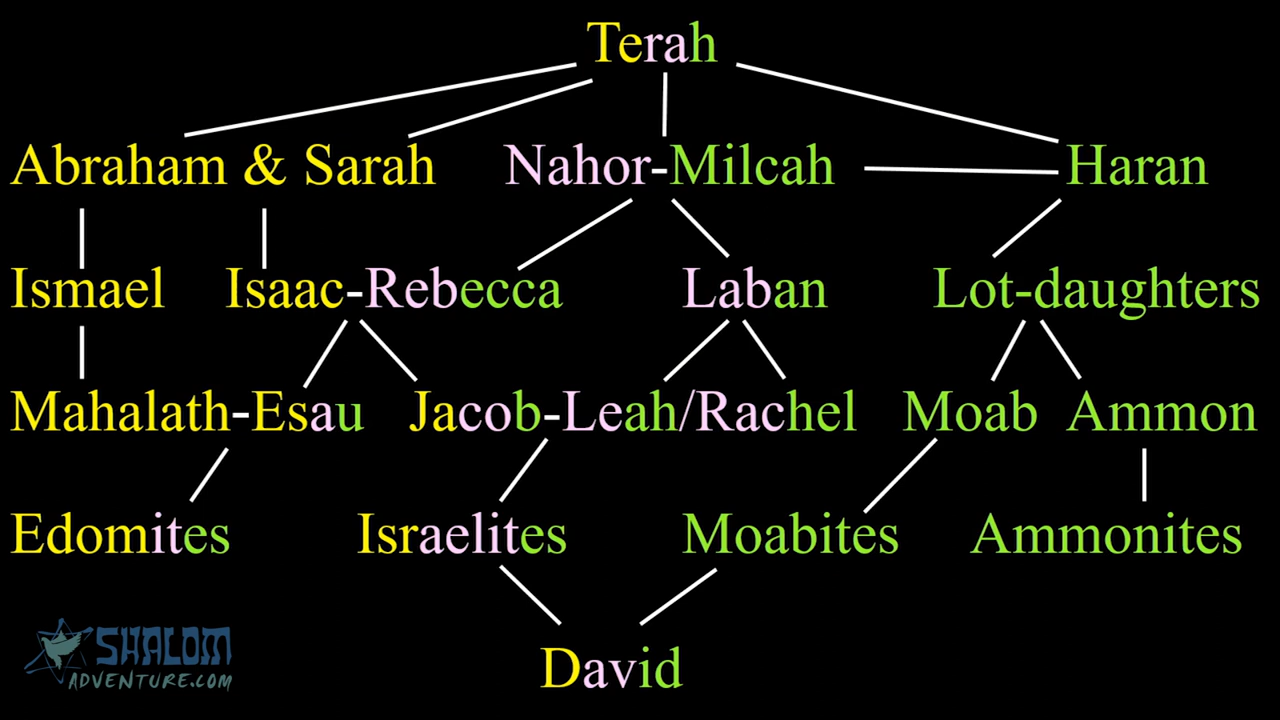 Terah
Abraham & Sarah Nahor-Milcah Haran
Ismael Isaac-Rebecca Laban Lot-daughters
Mahalath-Esau Jacob-Leah/Rachel Moab Ammon
Edomites Israelites Moabites Ammonites
David
SHALOM
ADVENTURE.COM